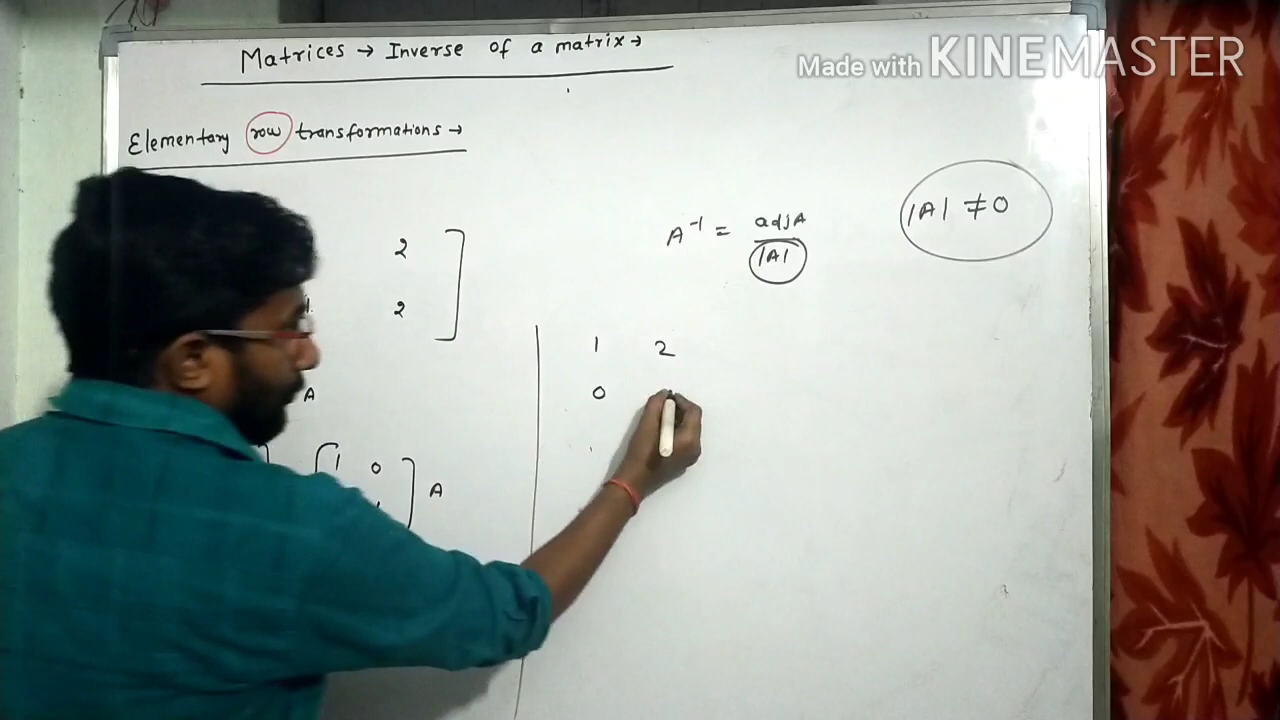 Matrices → Inverse of a matrix →
Made with KINEMASTER
Elementary row transformations →
2
2
A⁻¹ = adjA / |A|
|A| ≠ 0
A
1 0
A
1 2
0